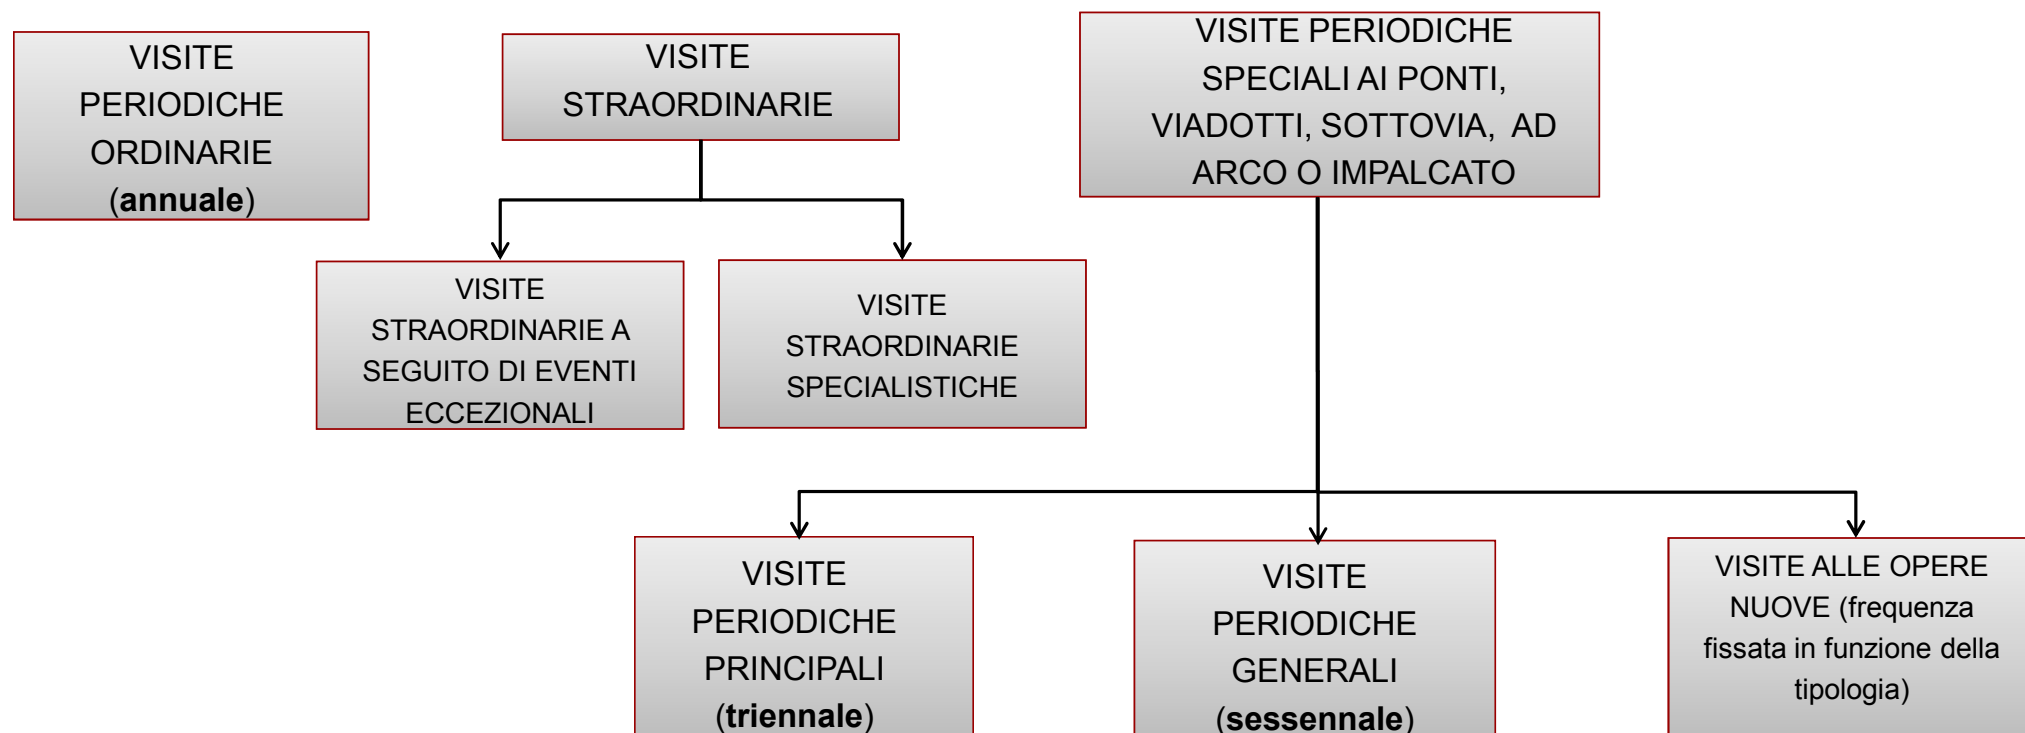 VISITE
PERIODICHE
ORDINARIE
(annuale)
VISITE
STRAORDINARIE
VISITE PERIODICHE
SPECIALI AI PONTI,
VIADOTTI, SOTTOVIA, AD
ARCO O IMPALCATO
VISITE
STRAORDINARIE A
SEGUITO DI EVENTI
ECCEZIONALI
VISITE
STRAORDINARIE
SPECIALISTICHE
VISITE
PERIODICHE
PRINCIPALI
(triennale)
VISITE
PERIODICHE
GENERALI
(sessennale)
VISITE ALLE OPERE
NUOVE (frequenza
fissata in funzione della
tipologia)